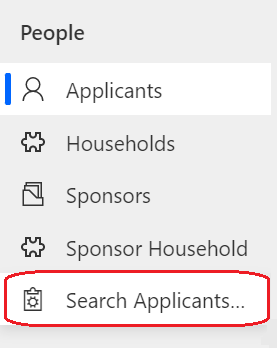 People
Applicants
Households
Sponsors
Sponsor Household
Search Applicants...